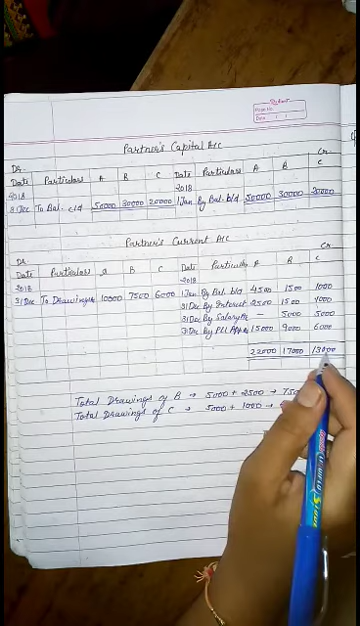 Page No.
Date
Partner's Capital A/c
Dr. Cr
Date Particulars A B C Date Particulars A B C
2018 2018
31 Dec To Bal. c/d 50000 30000 20000 1 Jan By Bal. b/d 50000 30000 20000
Partner's Current A/c
Dr. Cr
Date Particulars A B C Date Particulars A B C
2018 2018
31 Dec To Drawings 10000 7500 6000 1 Jan By Bal. b/d 4500 1500 1000
31 Dec By Interest 2500 1500 1000
31 Dec By Salary - 5000 5000
31 Dec By P/L App 15000 9000 6000
22000 17000 13000
Total Drawings of B → 5000 + 2500 → 750
Total Drawings of C → 5000 + 1000 →